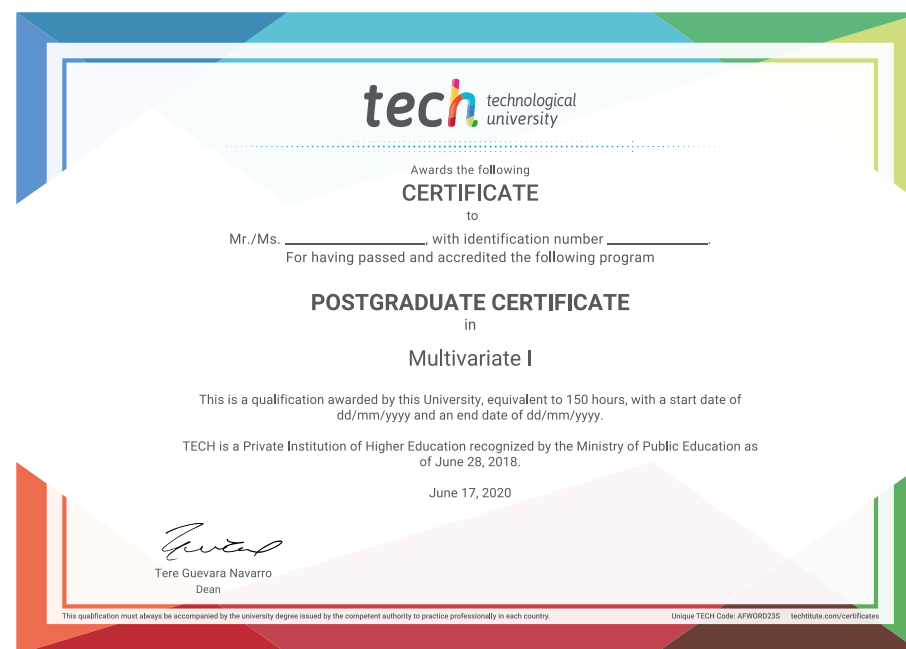 tech technological
university
Awards the following
CERTIFICATE
to
Mr./Ms. ____________________, with identification number ______________.
For having passed and accredited the following program
POSTGRADUATE CERTIFICATE
in
Multivariate I
This is a qualification awarded by this University, equivalent to 150 hours, with a start date of
dd/mm/yyyy and an end date of dd/mm/yyyy.
TECH is a Private Institution of Higher Education recognized by the Ministry of Public Education as
of June 28, 2018.
June 17, 2020
Tere Guevara Navarro
Dean
This qualification must always be accompanied by the university degree issued by the competent authority to practice professionally in each country. Unique TECH Code: AFWORD23S techtitute.com/certificates